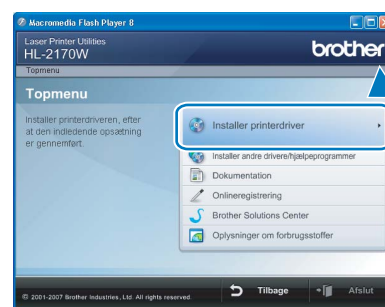 Macromedia Flash Player 8
Laser Printer Utilities
HL-2170W
brother
Topmenu
Topmenu
Installer printerdriveren, efter
at den indledende opsætning
er gennemført.
Installer printerdriver
Installer andre drivere/hjælpeprogrammer
Dokumentation
Onlineregistrering
Brother Solutions Center
Oplysninger om forbrugsstoffer
© 2001-2007 Brother Industries, Ltd. All rights reserved.
Tilbage
Afslut